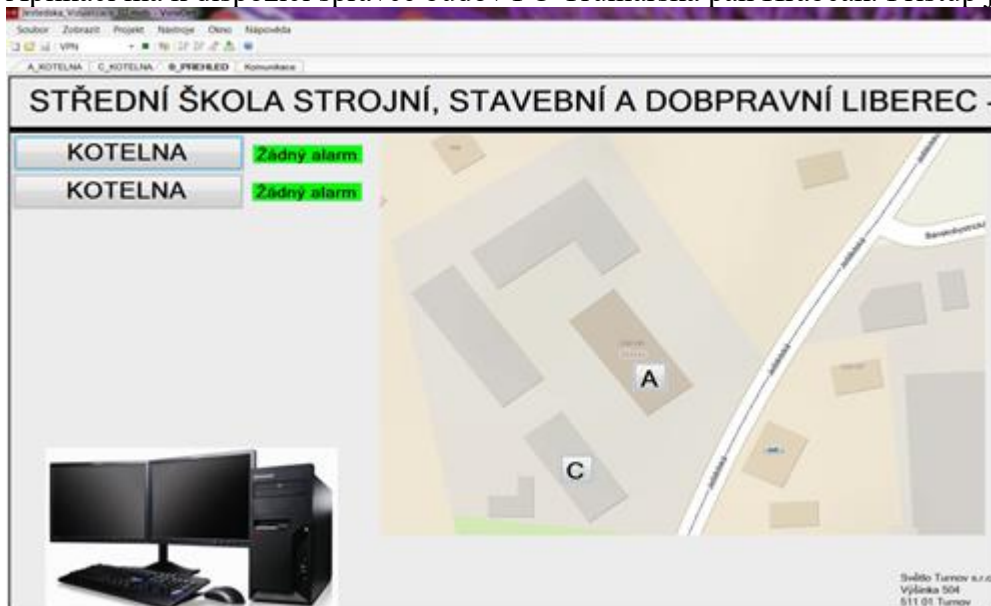 Soubor Zobrazit Projekt Nástroje Okno Nápověda
VPN
A_KOTELNA C_KOTELNA B_PREHLED Komunikace
STŘEDNÍ ŠKOLA STROJNÍ, STAVEBNÍ A DOBPRAVNÍ LIBEREC -
KOTELNA Žádný alarm
KOTELNA Žádný alarm
A
C
Světlo Turnov s.r.o
Výšinka 504
511 01 Turnov